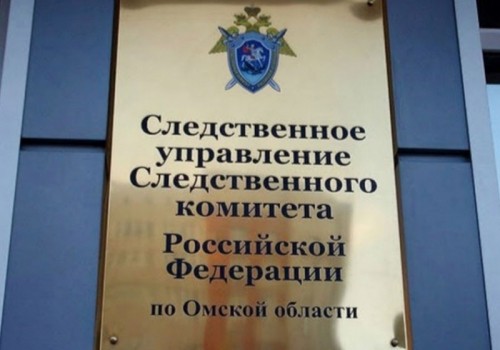 Следственное
управление
Следственного
комитета
Российской
Федерации
по Омской области